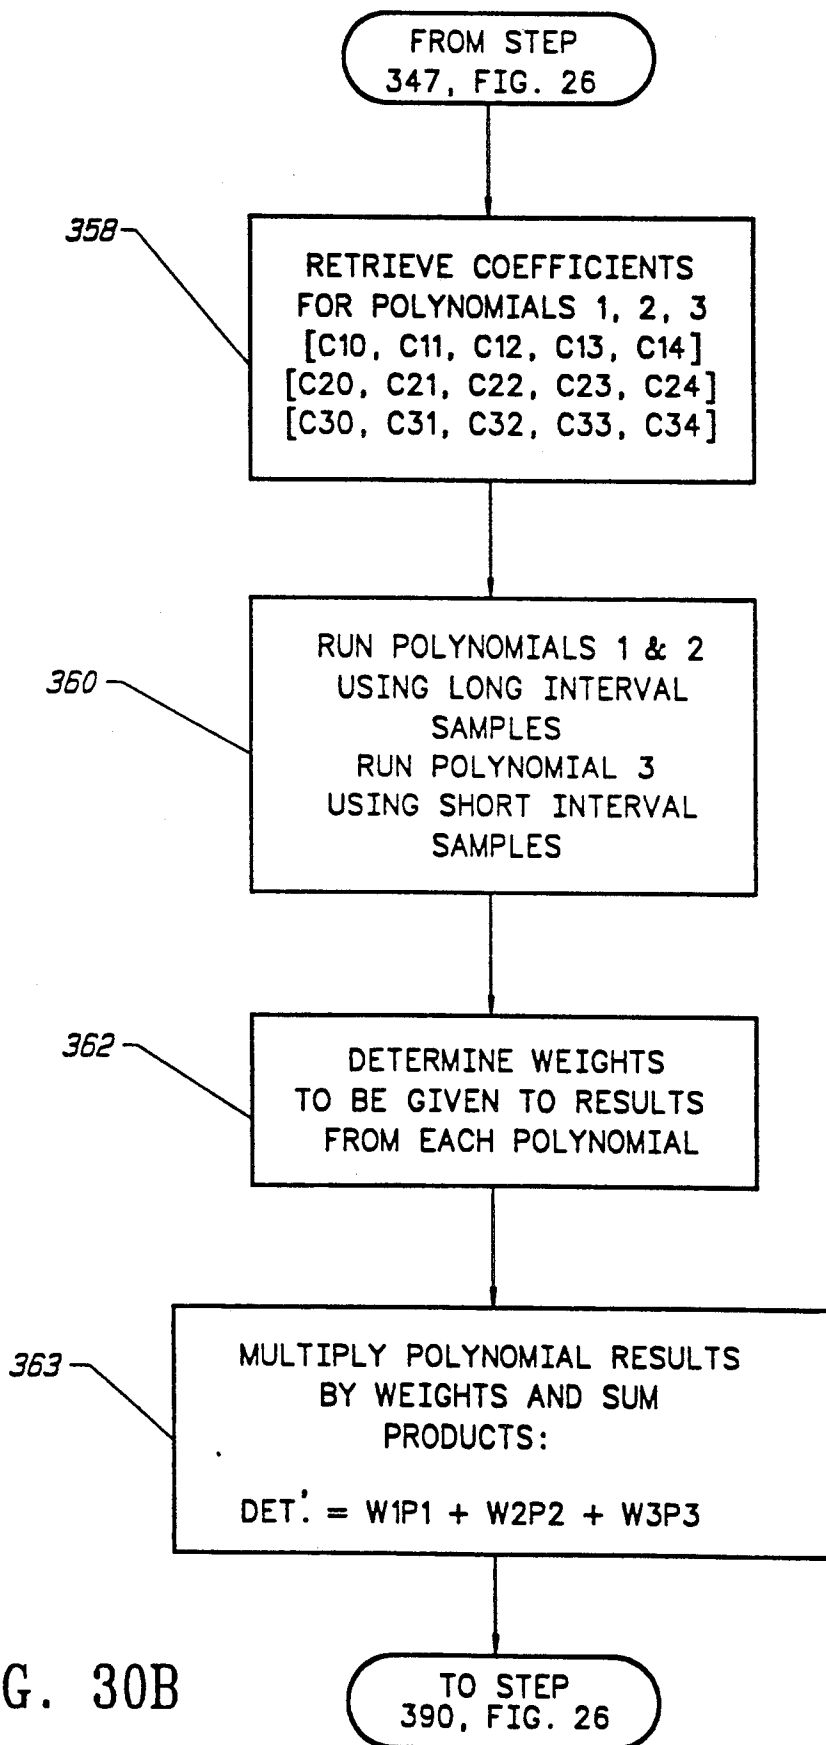 FROM STEP
347, FIG. 26
358
RETRIEVE COEFFICIENTS
FOR POLYNOMIALS 1, 2, 3
[C10, C11, C12, C13, C14]
[C20, C21, C22, C23, C24]
[C30, C31, C32, C33, C34]
360
RUN POLYNOMIALS 1 & 2
USING LONG INTERVAL
SAMPLES
RUN POLYNOMIAL 3
USING SHORT INTERVAL
SAMPLES
362
DETERMINE WEIGHTS
TO BE GIVEN TO RESULTS
FROM EACH POLYNOMIAL
363
MULTIPLY POLYNOMIAL RESULTS
BY WEIGHTS AND SUM
PRODUCTS:
DET.' = W1P1 + W2P2 + W3P3
G. 30B
TO STEP
390, FIG. 26